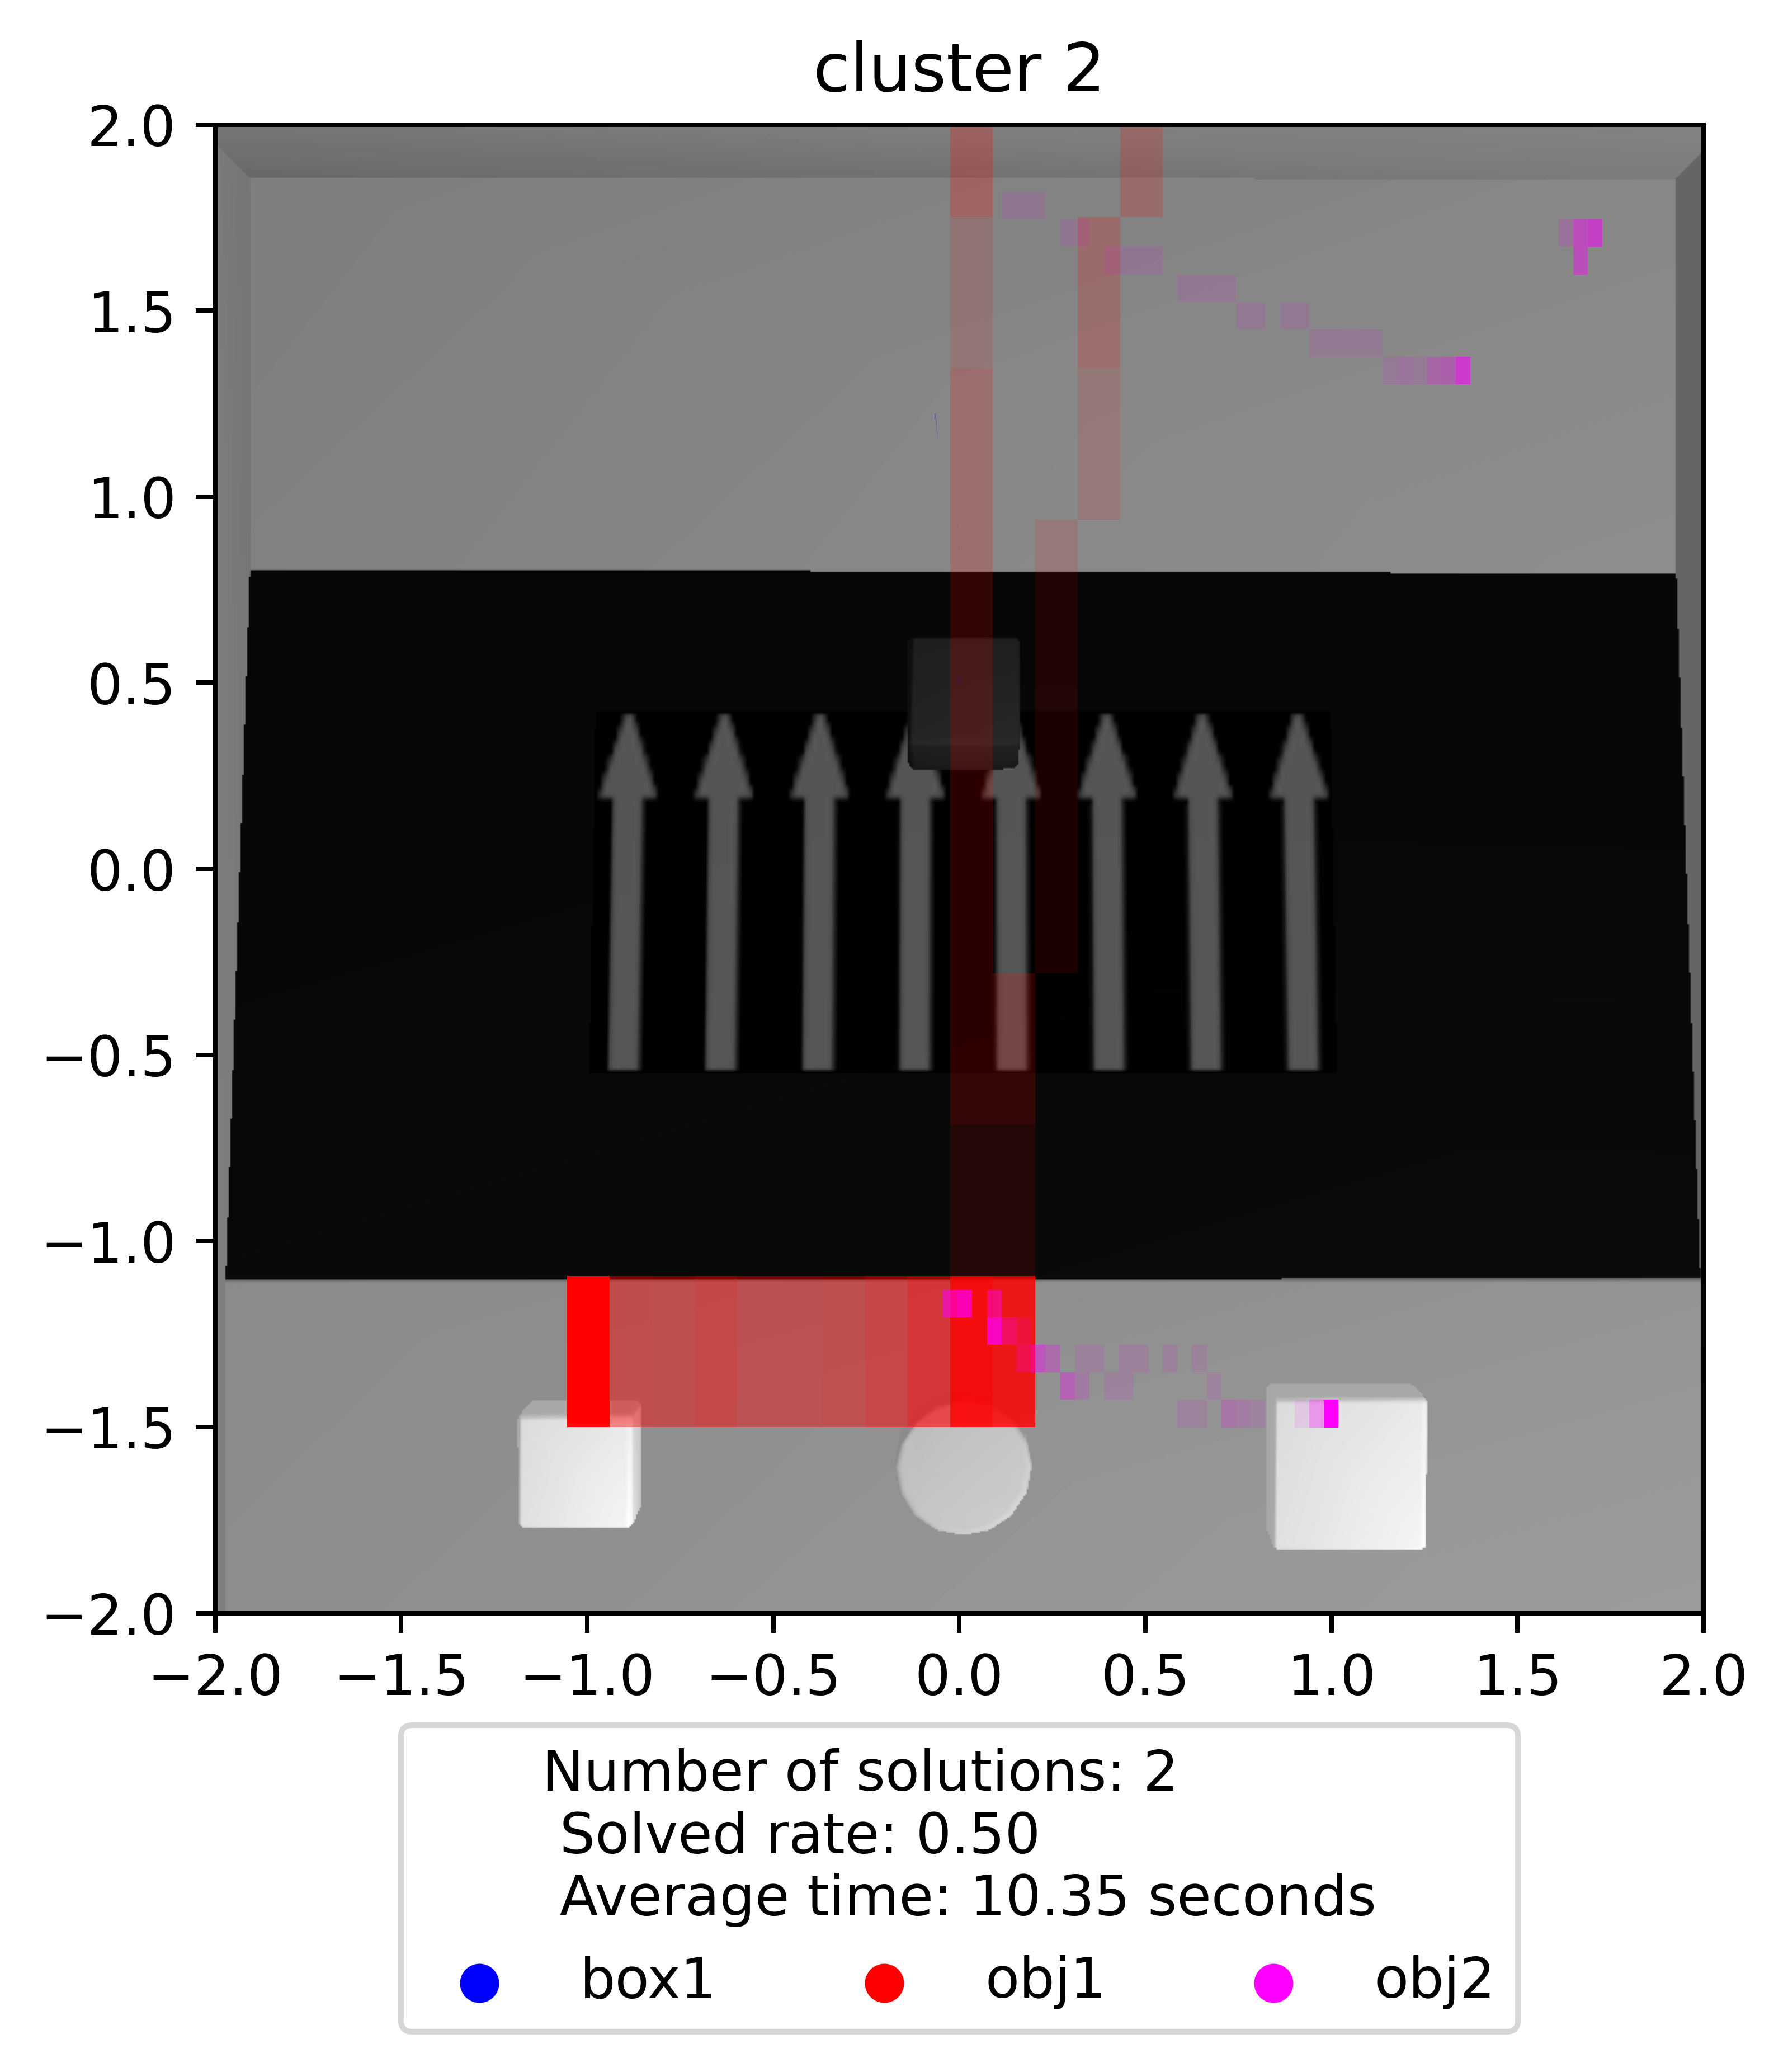 cluster 2
2.0
1.5
1.0
0.5
0.0
−0.5
−1.0
−1.5
−2.0
−2.0 −1.5 −1.0 −0.5 0.0 0.5 1.0 1.5 2.0
Number of solutions: 2
Solved rate: 0.50
Average time: 10.35 seconds
box1 obj1 obj2